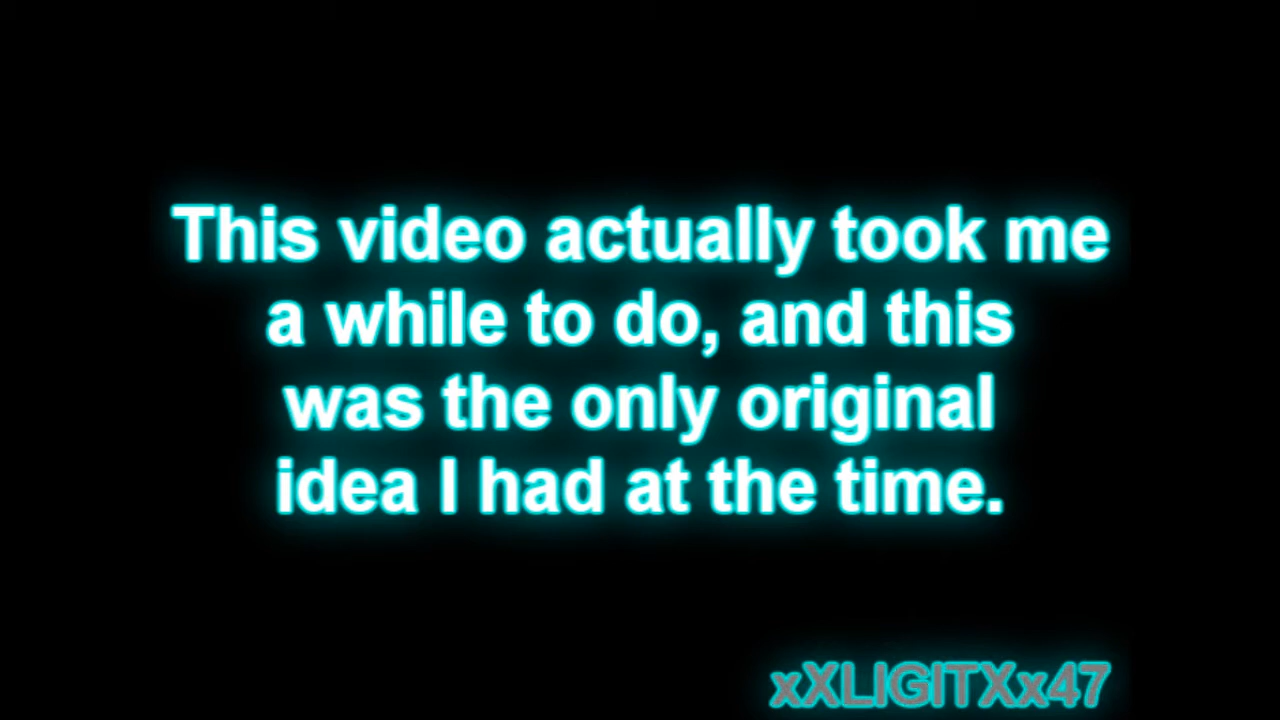 This video actually took me
a while to do, and this
was the only original
idea I had at the time.
xXLIGITXx47